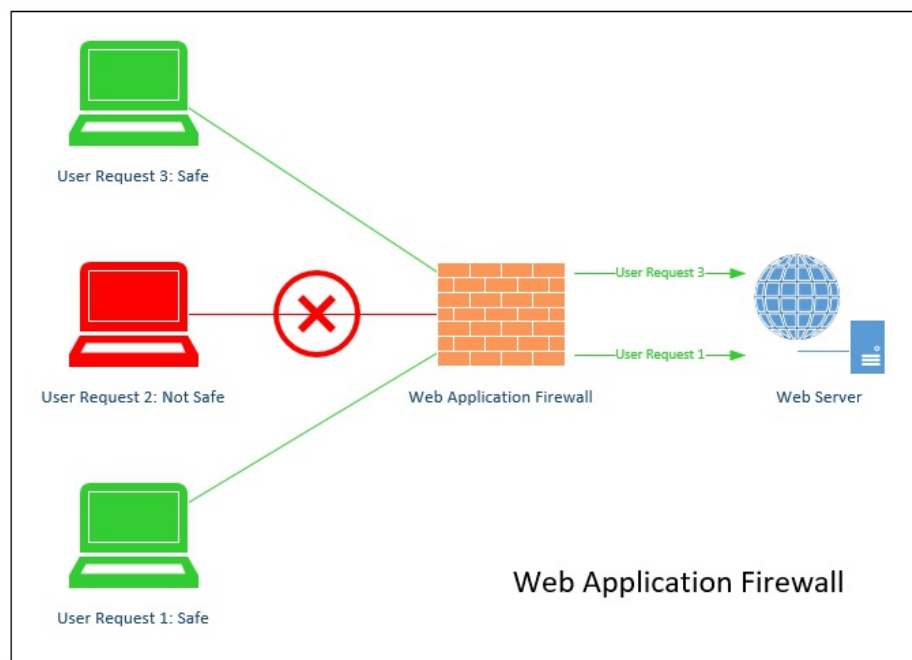 User Request 3: Safe
User Request 3
User Request 1
User Request 2: Not Safe
Web Application Firewall
Web Server
User Request 1: Safe
Web Application Firewall